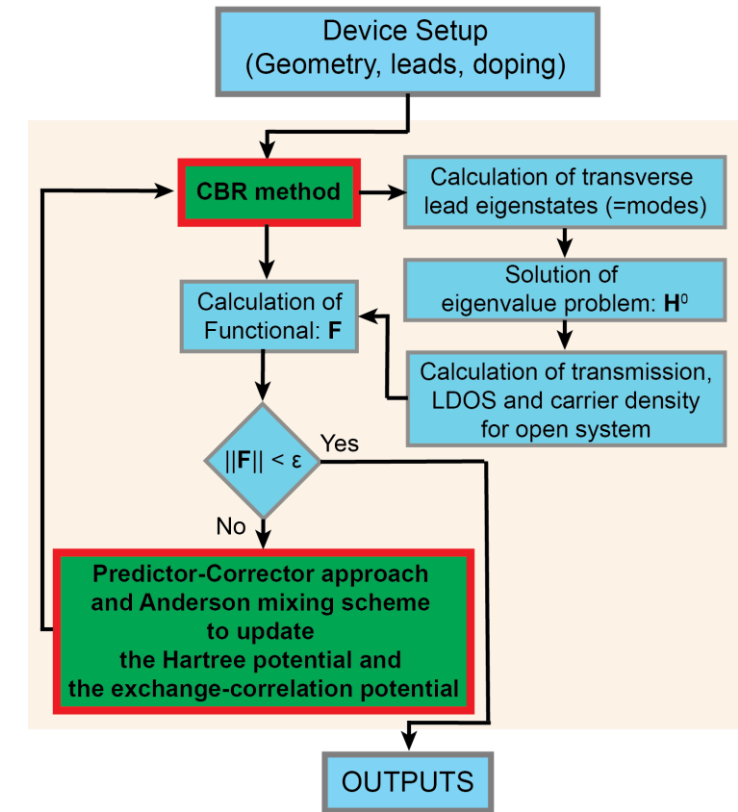 Device Setup
(Geometry, leads, doping)
CBR method
Calculation of transverse
lead eigenstates (=modes)
Solution of
eigenvalue problem: H⁰
Calculation of transmission,
LDOS and carrier density
for open system
Calculation of
Functional: F
||F|| < ε
Yes
No
Predictor-Corrector approach
and Anderson mixing scheme
to update
the Hartree potential and
the exchange-correlation potential
OUTPUTS